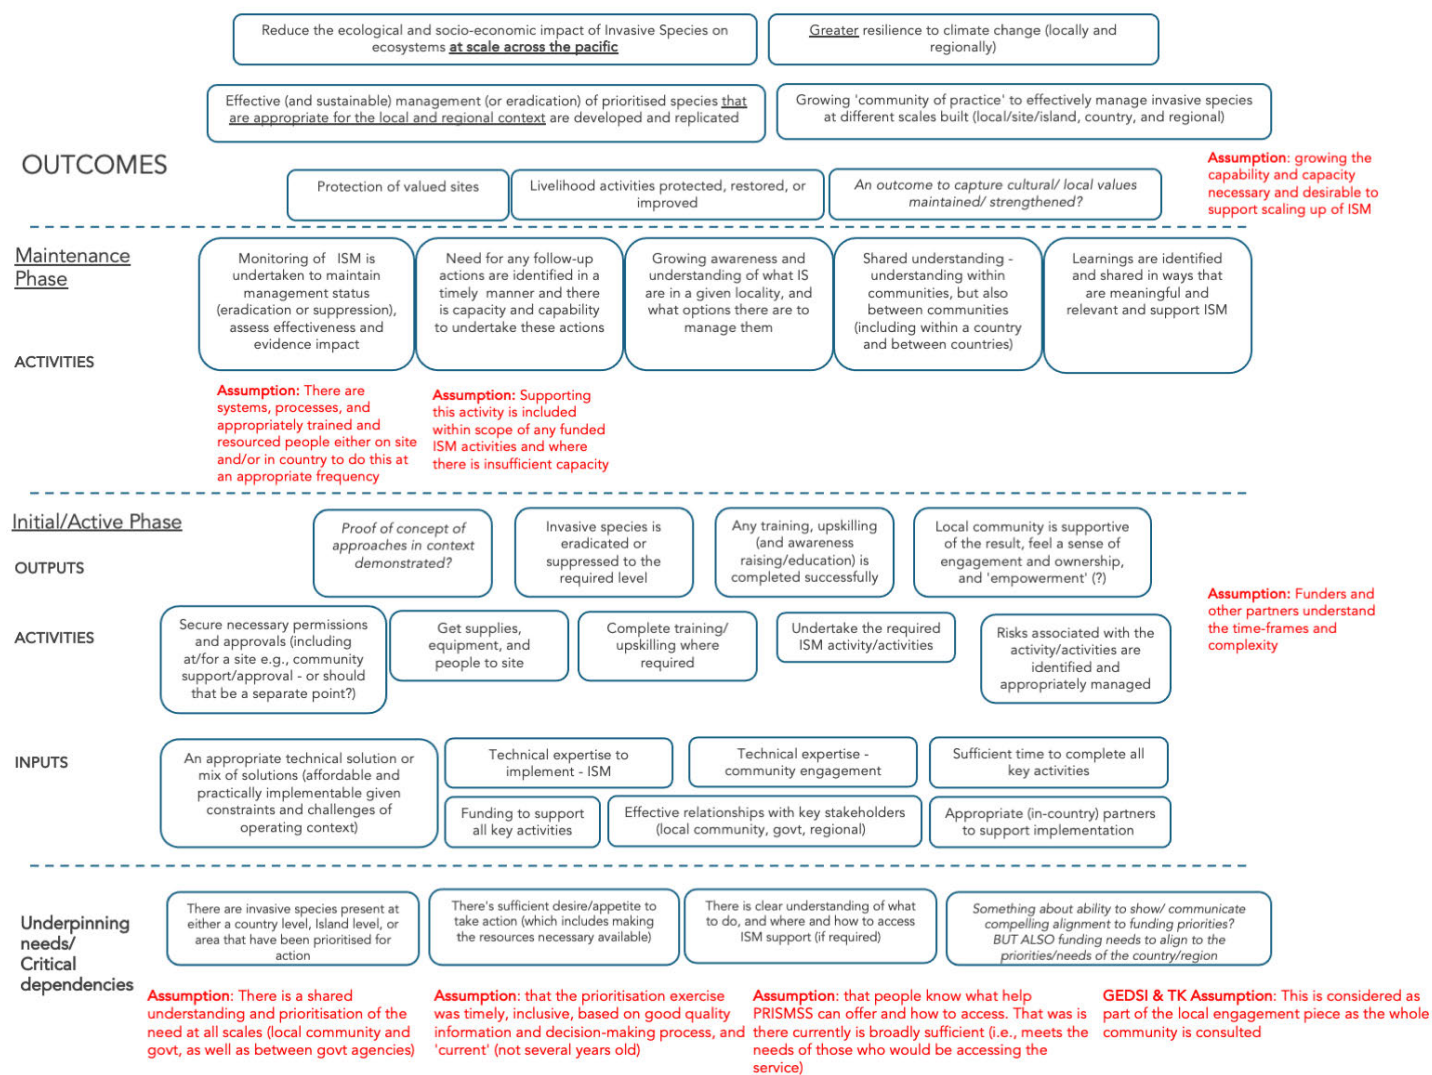 Reduce the ecological and socio-economic impact of Invasive Species on
ecosystems at scale across the pacific
Greater resilience to climate change (locally and
regionally)
Effective (and sustainable) management (or eradication) of prioritised species that
are appropriate for the local and regional context are developed and replicated
Growing 'community of practice' to effectively manage invasive species
at different scales built (local/site/island, country, and regional)
OUTCOMES
Protection of valued sites
Livelihood activities protected, restored, or
improved
An outcome to capture cultural/ local values
maintained/ strengthened?
Assumption: growing the
capability and capacity
necessary and desirable to
support scaling up of ISM
Maintenance
Phase
ACTIVITIES
Monitoring of ISM is
undertaken to maintain
management status
(eradication or suppression),
assess effectiveness and
evidence impact
Need for any follow-up
actions are identified in a
timely manner and there
is capacity and capability
to undertake these actions
Growing awareness and
understanding of what IS
are in a given locality, and
what options there are to
manage them
Shared understanding -
understanding within
communities, but also
between communities
(including within a country
and between countries)
Learnings are identified
and shared in ways that
are meaningful and
relevant and support ISM
Assumption: There are
systems, processes, and
appropriately trained and
resourced people either on site
and/or in country to do this at
an appropriate frequency
Assumption: Supporting
this activity is included
within scope of any funded
ISM activities and where
there is insufficient capacity
Initial/Active Phase
OUTPUTS
Proof of concept of
approaches in context
demonstrated?
Invasive species is
eradicated or
suppressed to the
required level
Any training, upskilling
(and awareness
raising/education) is
completed successfully
Local community is supportive
of the result, feel a sense of
engagement and ownership,
and 'empowerment' (?)
Assumption: Funders and
other partners understand
the time-frames and
complexity
ACTIVITIES
Secure necessary permissions
and approvals (including
at/for a site e.g., community
support/approval - or should
that be a separate point?)
Get supplies,
equipment, and
people to site
Complete training/
upskilling where
required
Undertake the required
ISM activity/activities
Risks associated with the
activity/activities are
identified and
appropriately managed
INPUTS
An appropriate technical solution or
mix of solutions (affordable and
practically implementable given
constraints and challenges of
operating context)
Technical expertise to
implement - ISM
Technical expertise -
community engagement
Sufficient time to complete all
key activities
Funding to support
all key activities
Effective relationships with key stakeholders
(local community, govt, regional)
Appropriate (in-country) partners
to support implementation
Underpinning
needs/
Critical
dependencies
There are invasive species present at
either a country level, Island level, or
area that have been prioritised for
action
There's sufficient desire/appetite to
take action (which includes making
the resources necessary available)
There is clear understanding of what
to do, and where and how to access
ISM support (if required)
Something about ability to show/ communicate
compelling alignment to funding priorities?
BUT ALSO funding needs to align to the
priorities/needs of the country/region
Assumption: There is a shared
understanding and prioritisation of the
need at all scales (local community and
govt, as well as between govt agencies)
Assumption: that the prioritisation exercise
was timely, inclusive, based on good quality
information and decision-making process, and
'current' (not several years old)
Assumption: that people know what help
PRISMSS can offer and how to access. That was is
there currently is broadly sufficient (i.e., meets the
needs of those who would be accessing the
service)
GEDSI & TK Assumption: This is considered as
part of the local engagement piece as the whole
community is consulted